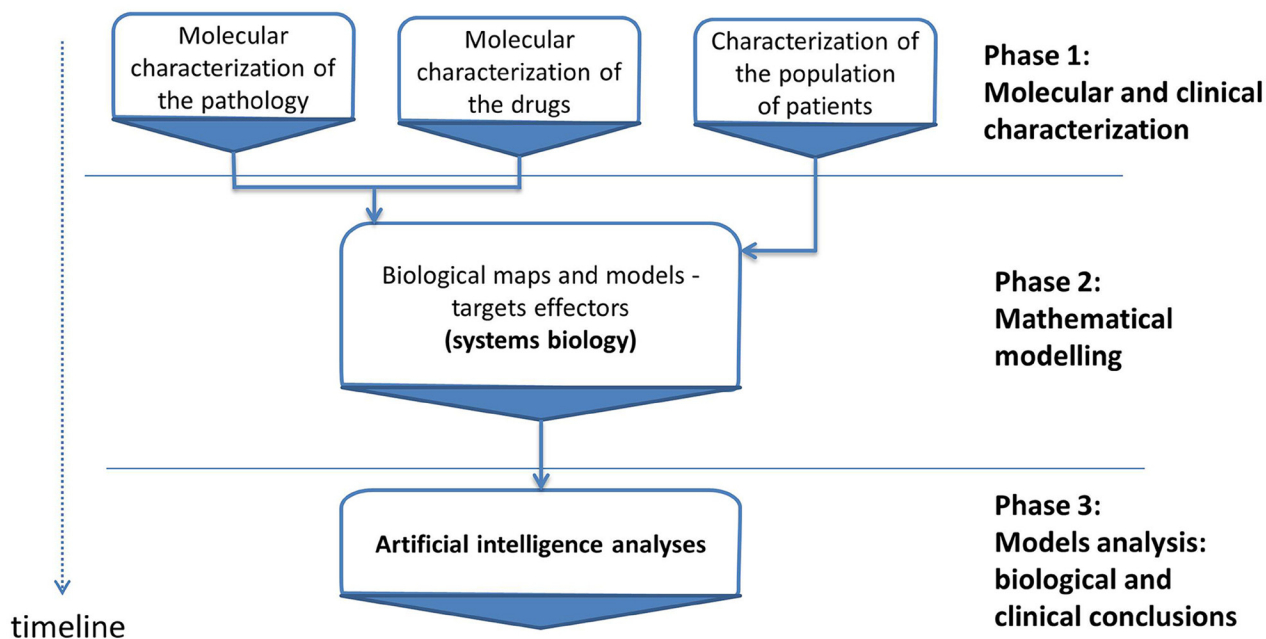 Molecular
characterization of
the pathology
Molecular
characterization of
the drugs
Characterization of
the population
of patients
Phase 1:
Molecular and clinical
characterization
Biological maps and models -
targets effectors
(systems biology)
Phase 2:
Mathematical
modelling
Artificial intelligence analyses
Phase 3:
Models analysis:
biological and
clinical conclusions
timeline